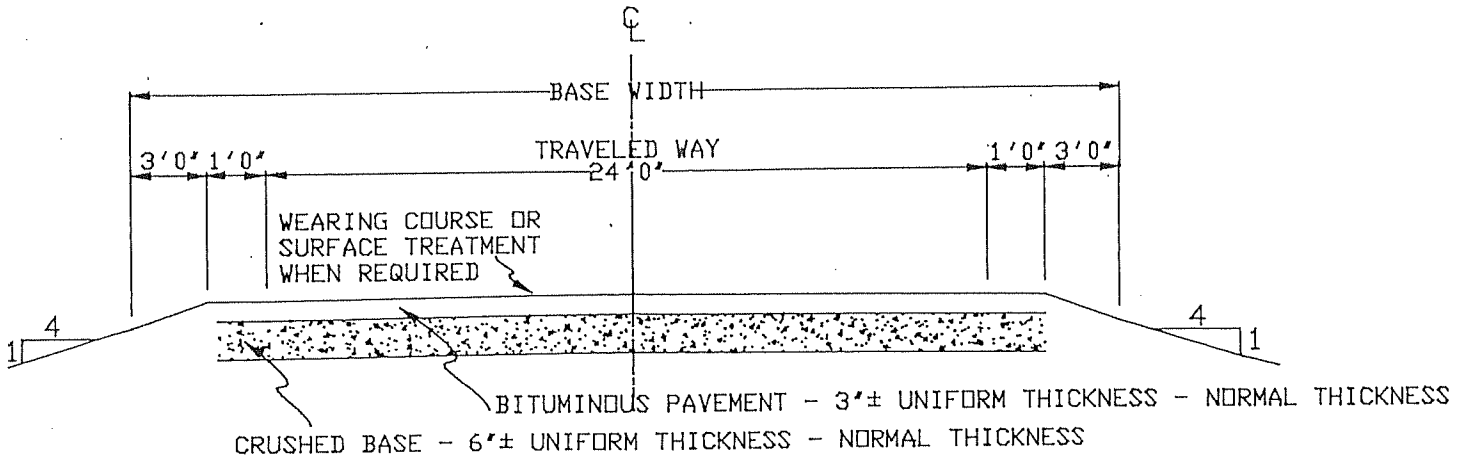 ℄
BASE WIDTH
3'0" 1'0" TRAVELED WAY 1'0" 3'0"
24'0"
WEARING COURSE OR
SURFACE TREATMENT
WHEN REQUIRED
4
1
4
1
BITUMINOUS PAVEMENT - 3"± UNIFORM THICKNESS - NORMAL THICKNESS
CRUSHED BASE - 6"± UNIFORM THICKNESS - NORMAL THICKNESS